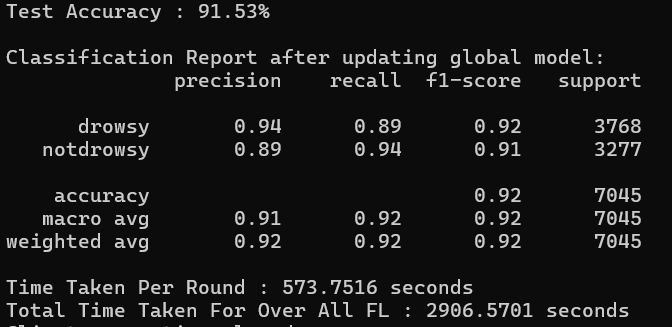 Test Accuracy : 91.53%
Classification Report after updating global model:
precision recall f1-score support
drowsy 0.94 0.89 0.92 3768
notdrowsy 0.89 0.94 0.91 3277
accuracy 0.92 7045
macro avg 0.91 0.92 0.92 7045
weighted avg 0.92 0.92 0.92 7045
Time Taken Per Round : 573.7516 seconds
Total Time Taken For Over All FL : 2906.5701 seconds